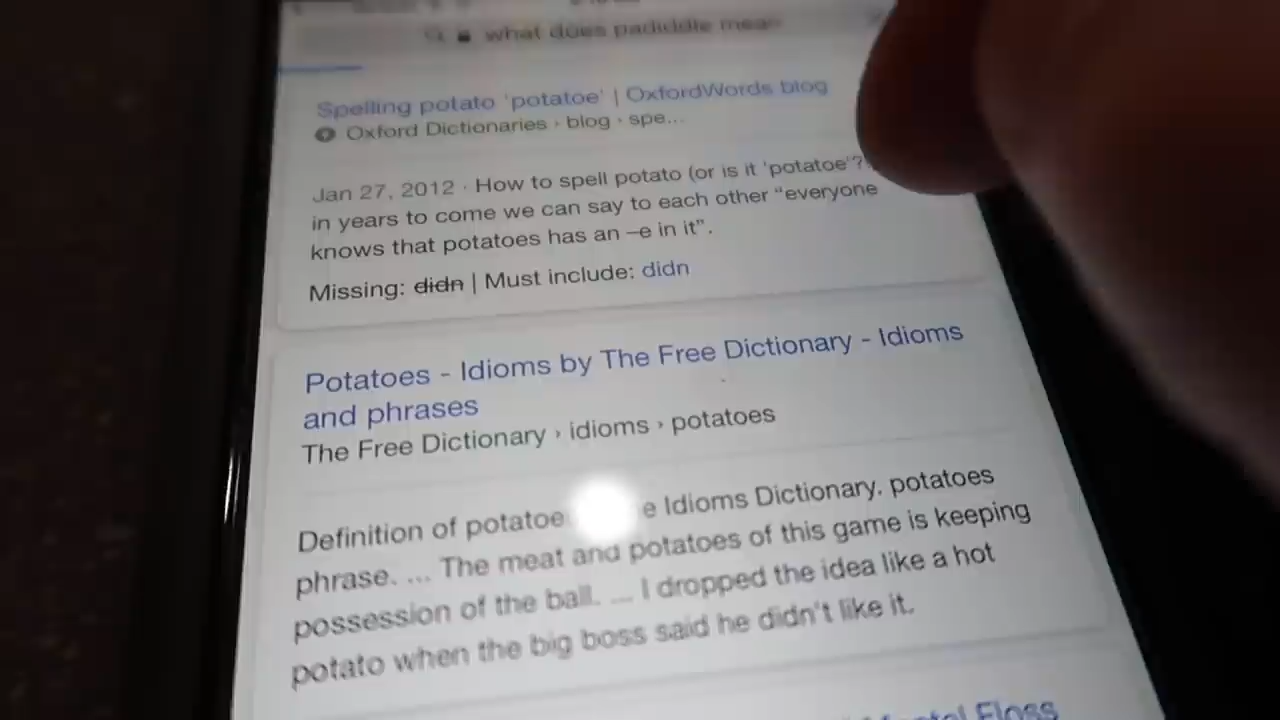 what does padiddle mean
Spelling potato 'potatoe' | OxfordWords blog
Oxford Dictionaries › blog › spe...
Jan 27, 2012 · How to spell potato (or is it 'potatoe'?)
in years to come we can say to each other “everyone
knows that potatoes has an –e in it”.
Missing: didn | Must include: didn
Potatoes - Idioms by The Free Dictionary - Idioms
and phrases
The Free Dictionary › idioms › potatoes
Definition of potatoe e Idioms Dictionary. potatoes
phrase. ... The meat and potatoes of this game is keeping
possession of the ball. ... I dropped the idea like a hot
potato when the big boss said he didn't like it.
Mental Floss